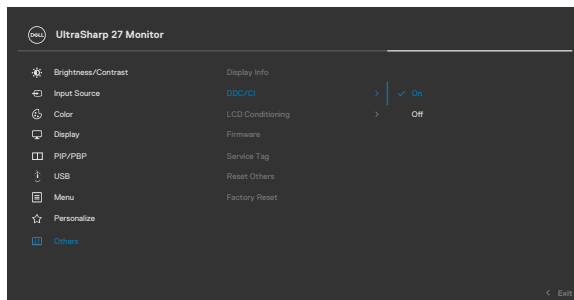 DELL UltraSharp 27 Monitor
Brightness/Contrast Display Info
Input Source DDC/CI > ✓ On
Color LCD Conditioning > Off
Display Firmware
PIP/PBP Service Tag
USB Reset Others
Menu Factory Reset
Personalize
Others
< Exit